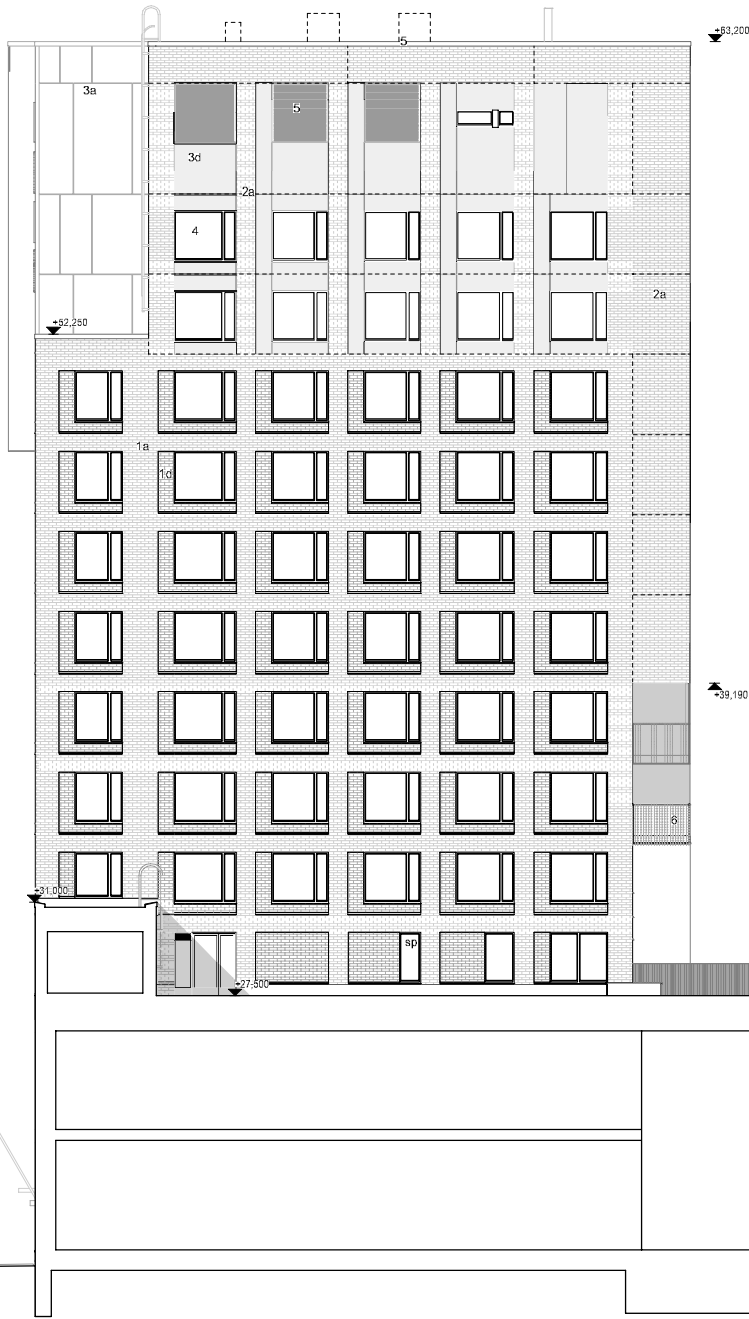 +63,200
5
3a
5
3d
2a
4
2a
+52,250
1a
1d
+39,190
6
+31,000
sp
+27,500